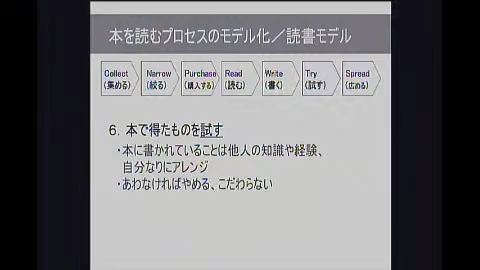 本を読むプロセスのモデル化／読書モデル
Collect Narrow Purchase Read Write Try Spread
(集める) (絞る) (購入する) (読む) (書く) (試す) (広める)
6. 本で得たものを試す
・本に書かれていることは他人の知識や経験、
自分なりにアレンジ
・あわなければやめる、こだわらない